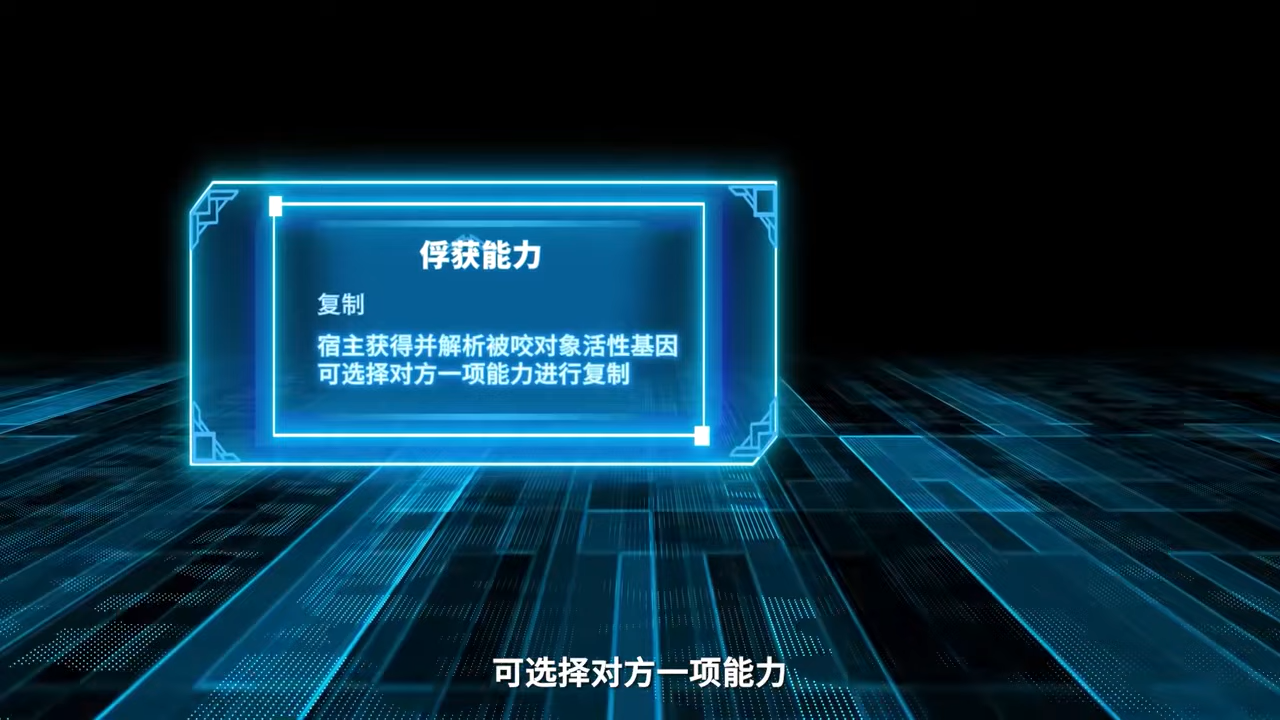 俘获能力
复制
宿主获得并解析被咬对象活性基因
可选择对方一项能力进行复制
可选择对方一项能力